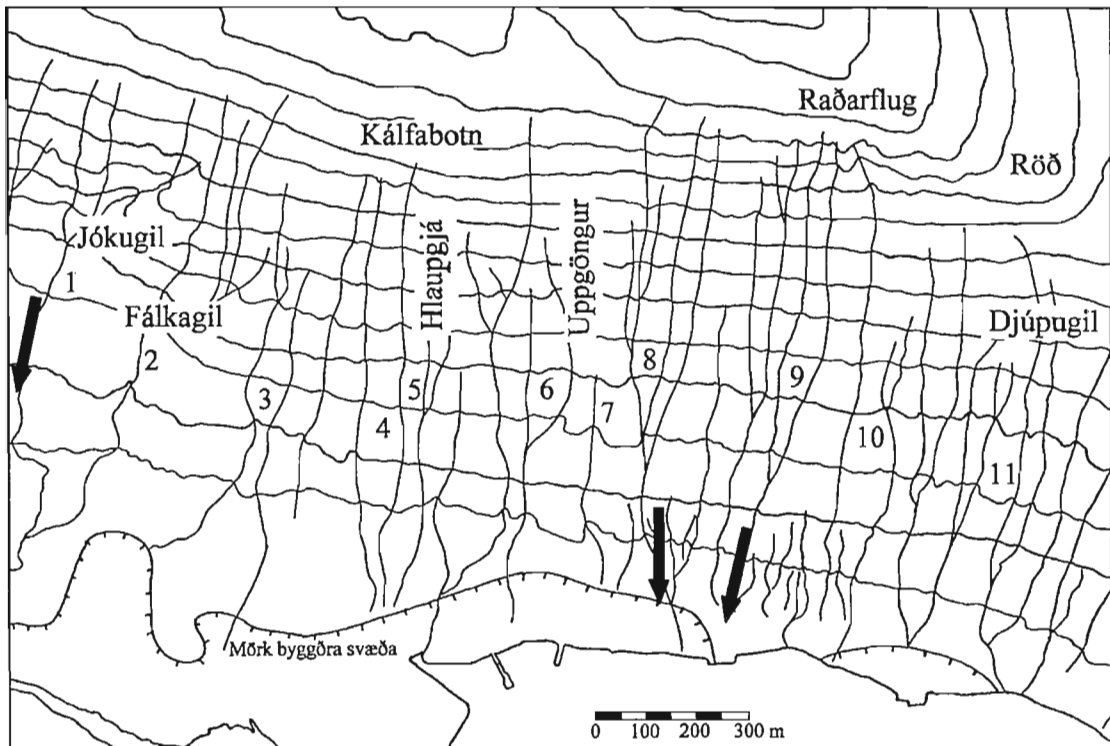 Raðarflug
Kálfabotn
Röð
Jókugil
Hlaupgjá
Uppgöngur
1
Fálkagil
Djúpugil
2
8
3
5
6
7
9
4
10
11
Mörk byggðra svæða
0 100 200 300 m